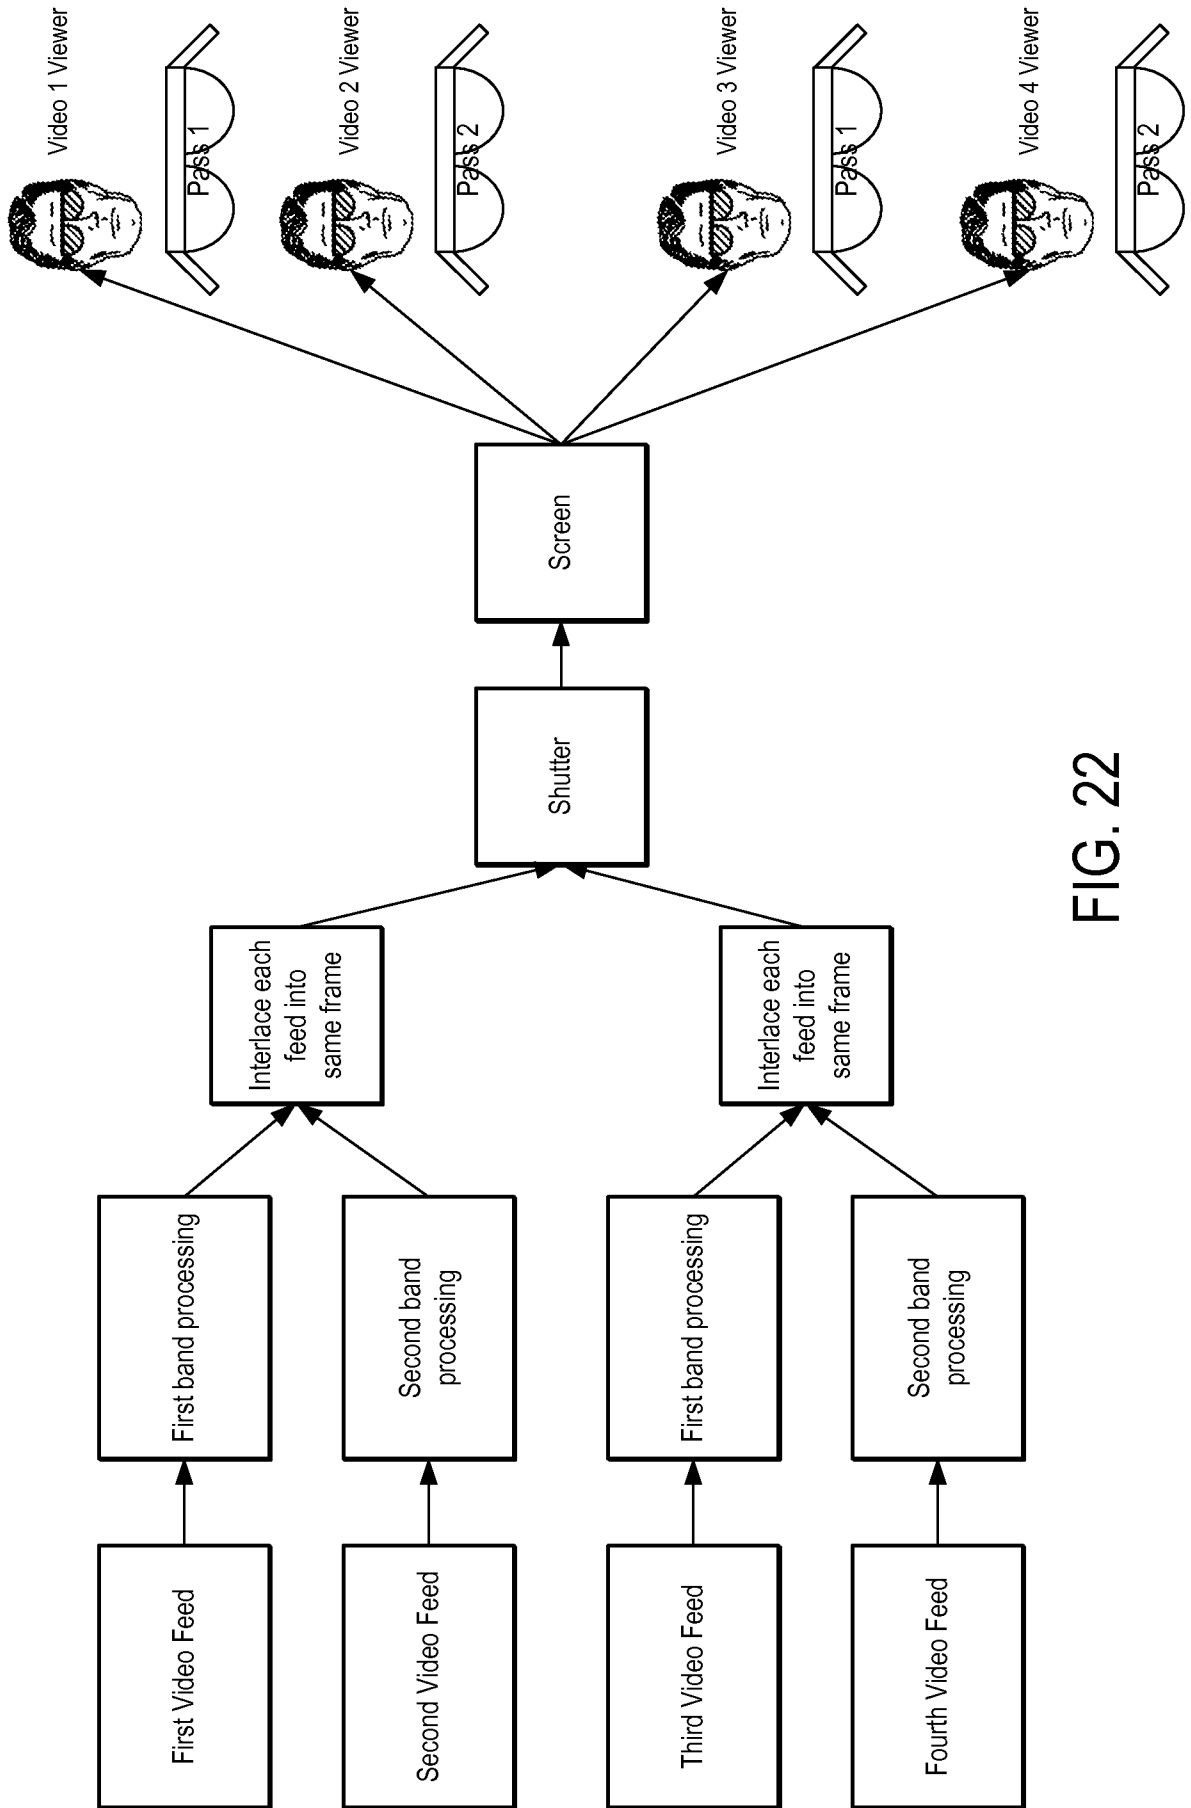 First Video Feed
First band processing
Second Video Feed
Second band
processing
Interlace each
feed into
same frame
Third Video Feed
First band processing
Fourth Video Feed
Second band
processing
Interlace each
feed into
same frame
Shutter
Screen
Video 1 Viewer
Pass 1
Video 2 Viewer
Pass 2
Video 3 Viewer
Pass 1
Video 4 Viewer
Pass 2
FIG. 22